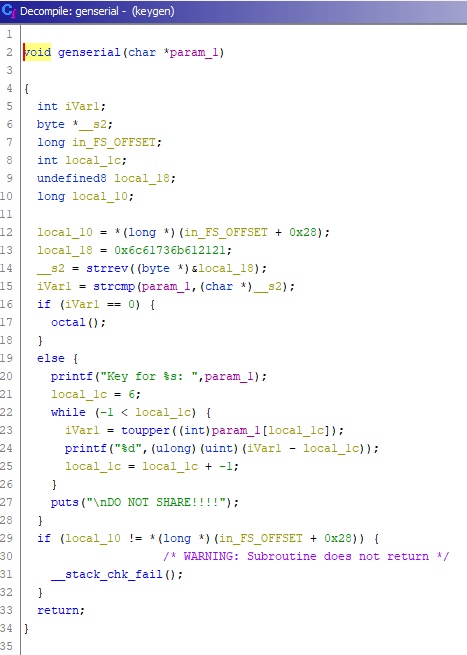 Decompile: genserial - (keygen)
1
2 void genserial(char *param_1)
3
4 {
5 int iVar1;
6 byte *__s2;
7 long in_FS_OFFSET;
8 int local_1c;
9 undefined8 local_18;
10 long local_10;
11
12 local_10 = *(long *)(in_FS_OFFSET + 0x28);
13 local_18 = 0x6c61736b612121;
14 __s2 = strrev((byte *)&local_18);
15 iVar1 = strcmp(param_1,(char *)__s2);
16 if (iVar1 == 0) {
17 octal();
18 }
19 else {
20 printf("Key for %s: ",param_1);
21 local_1c = 6;
22 while (-1 < local_1c) {
23 iVar1 = toupper((int)param_1[local_1c]);
24 printf("%d",(ulong)(uint)(iVar1 - local_1c));
25 local_1c = local_1c + -1;
26 }
27 puts("\nDO NOT SHARE!!!!");
28 }
29 if (local_10 != *(long *)(in_FS_OFFSET + 0x28)) {
30 /* WARNING: Subroutine does not return */
31 __stack_chk_fail();
32 }
33 return;
34 }
35